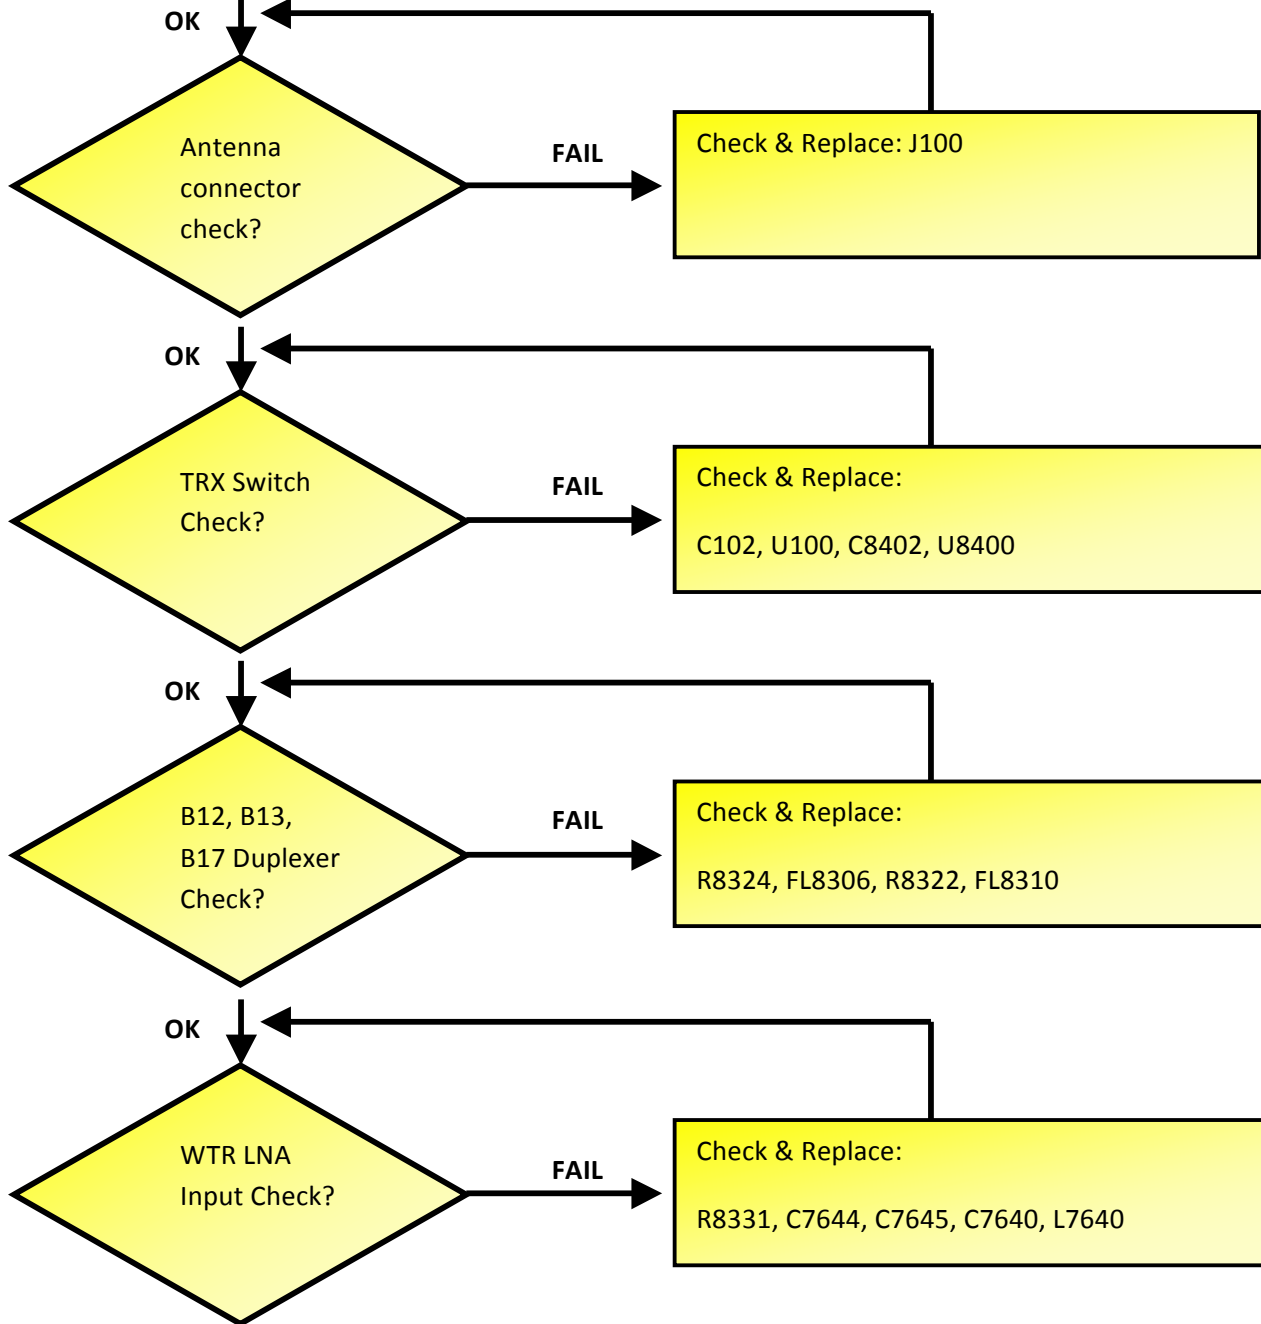 OK
Antenna
connector
check?
FAIL
Check & Replace: J100
OK
TRX Switch
Check?
FAIL
Check & Replace:
C102, U100, C8402, U8400
OK
B12, B13,
B17 Duplexer
Check?
FAIL
Check & Replace:
R8324, FL8306, R8322, FL8310
OK
WTR LNA
Input Check?
FAIL
Check & Replace:
R8331, C7644, C7645, C7640, L7640